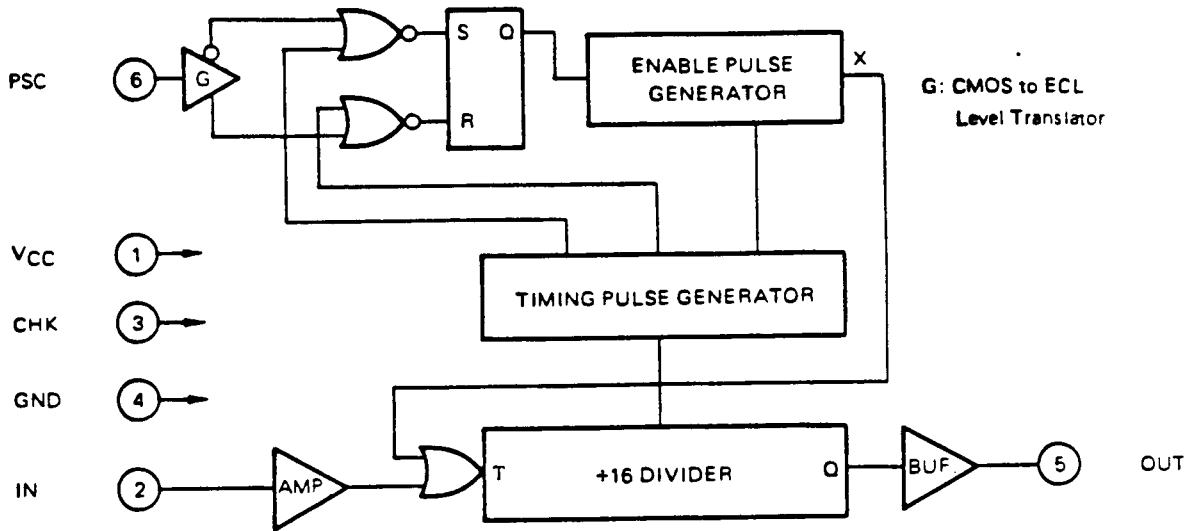 PSC 6 G S Q R
ENABLE PULSE
GENERATOR
X
G: CMOS to ECL
Level Translator
VCC 1
CHK 3
GND 4
TIMING PULSE GENERATOR
IN 2 AMP T +16 DIVIDER Q BUF 5 OUT